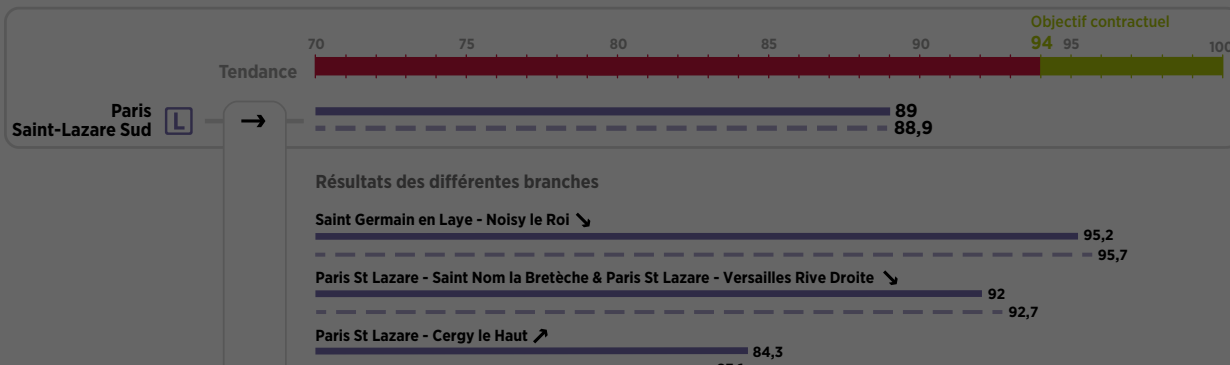 Objectif contractuel
70 75 80 85 90 94 95 100
Tendance
Paris
Saint-Lazare Sud
L
→
89
88,9
Résultats des différentes branches
Saint Germain en Laye - Noisy le Roi ↘
95,2
95,7
Paris St Lazare - Saint Nom la Bretèche & Paris St Lazare - Versailles Rive Droite ↘
92
92,7
Paris St Lazare - Cergy le Haut ↗
84,3